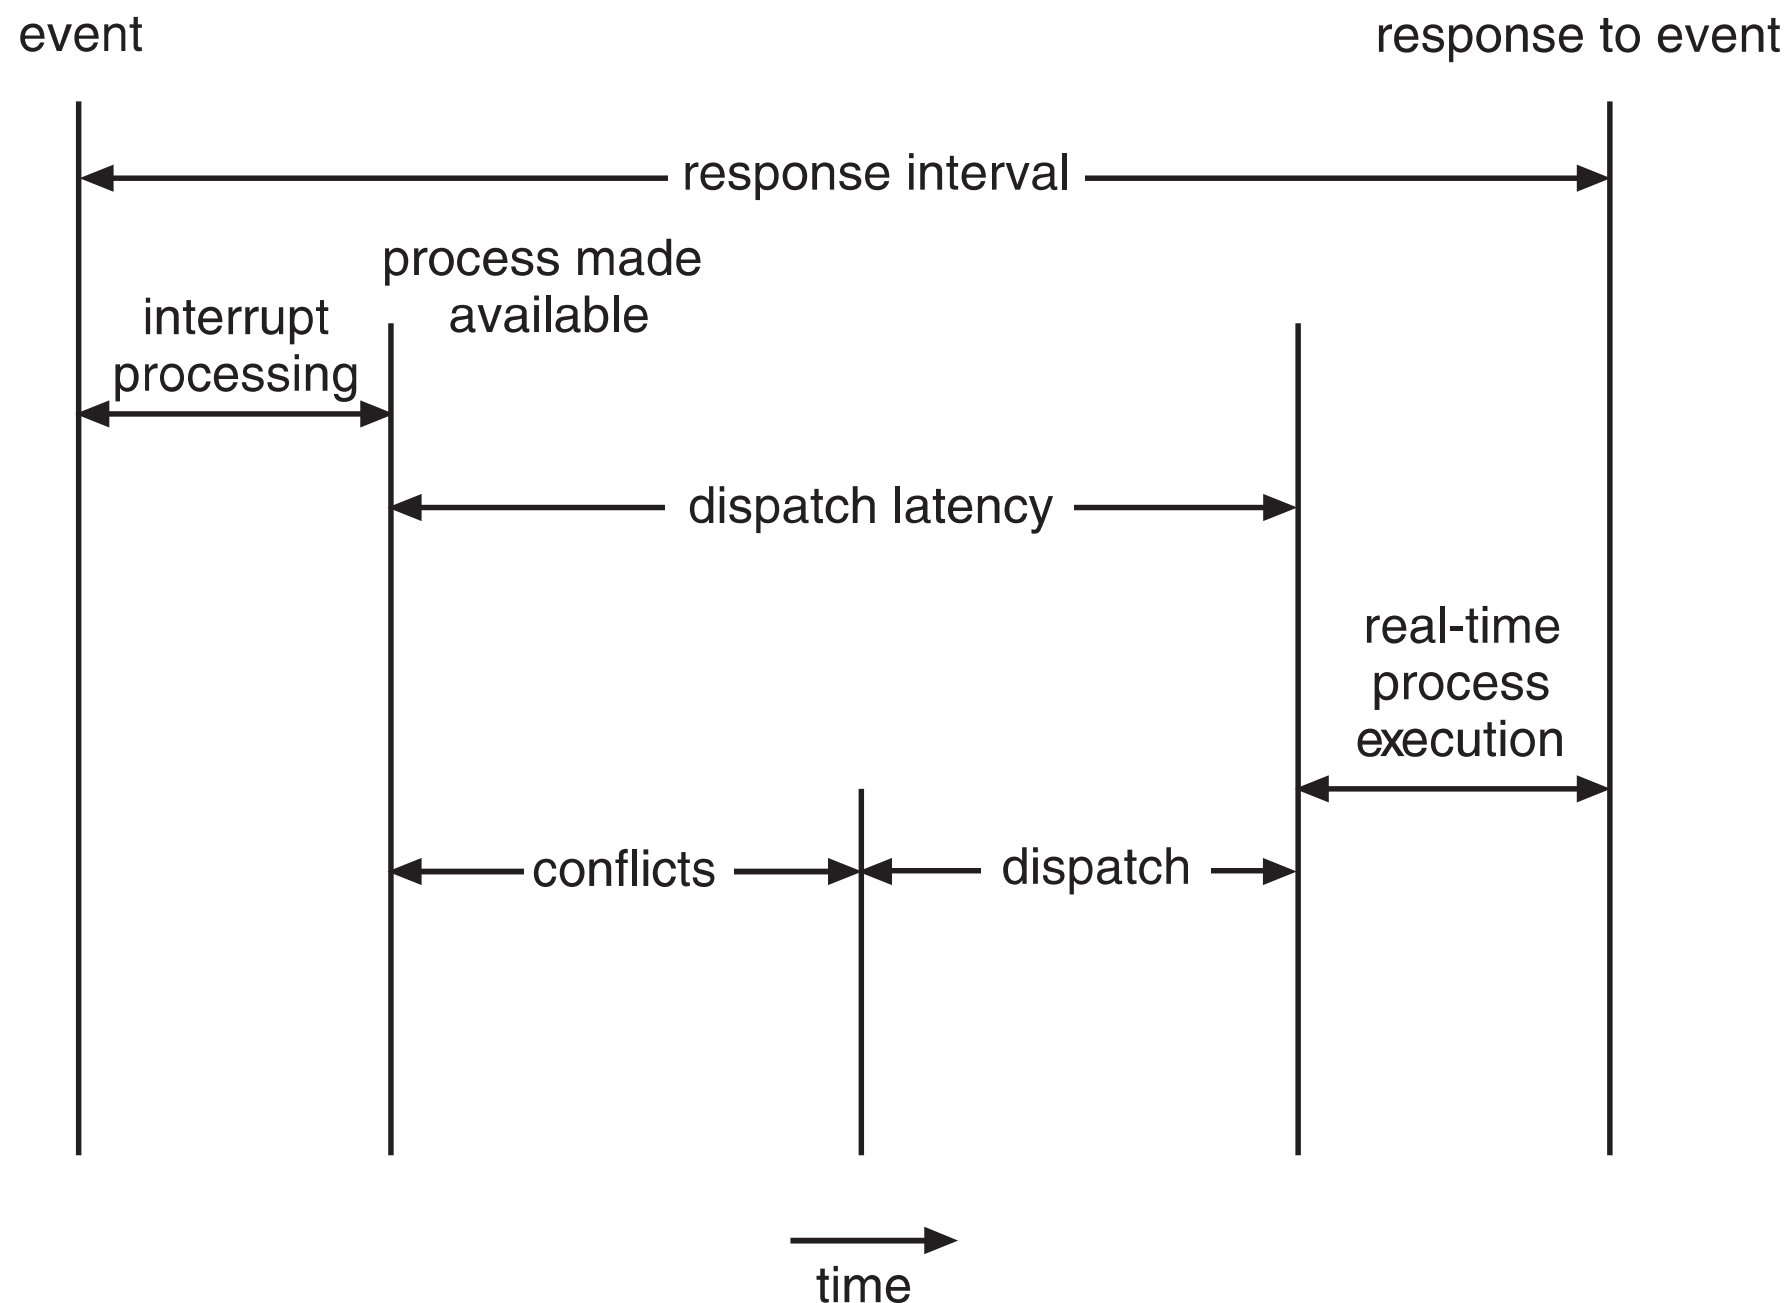 event
response to event
response interval
process made
available
interrupt
processing
dispatch latency
real-time
process
execution
conflicts
dispatch
time